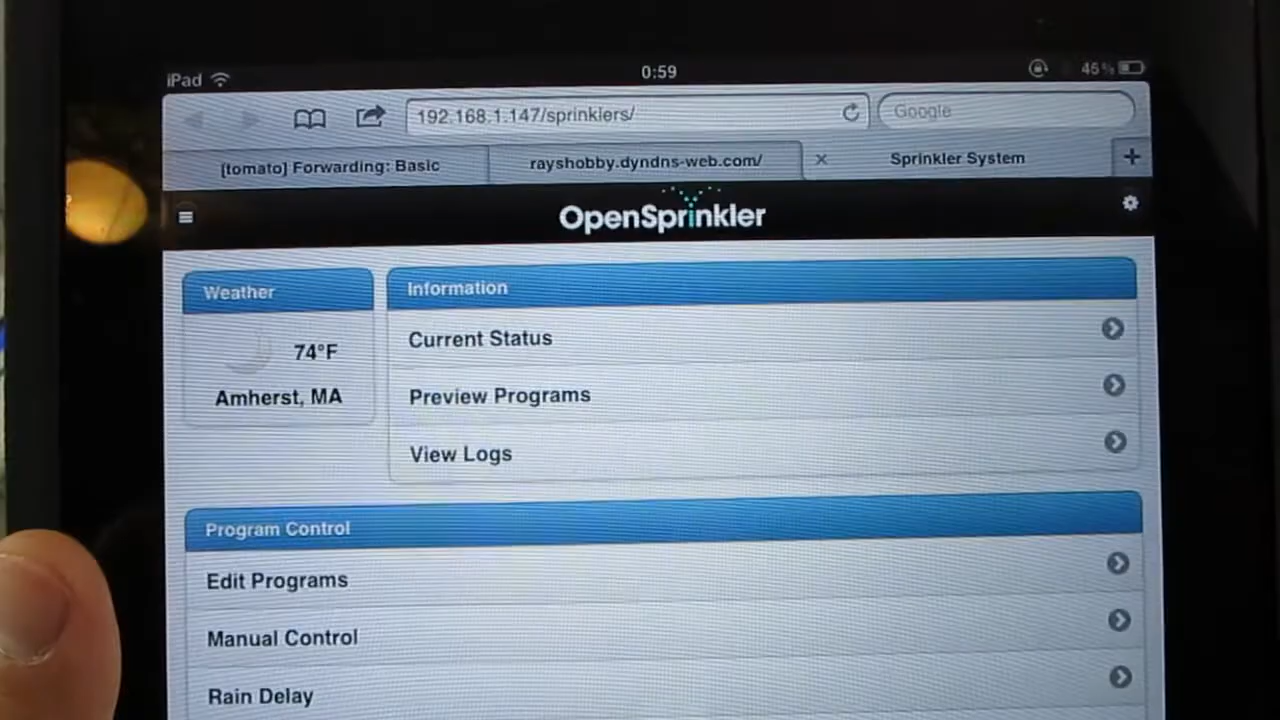 iPad 0:59 46%
192.168.1.147/sprinklers/ Google
[tomato] Forwarding: Basic rayshobby.dyndns-web.com/ Sprinkler System
OpenSprinkler
Weather
74°F
Amherst, MA
Information
Current Status
Preview Programs
View Logs
Program Control
Edit Programs
Manual Control
Rain Delay